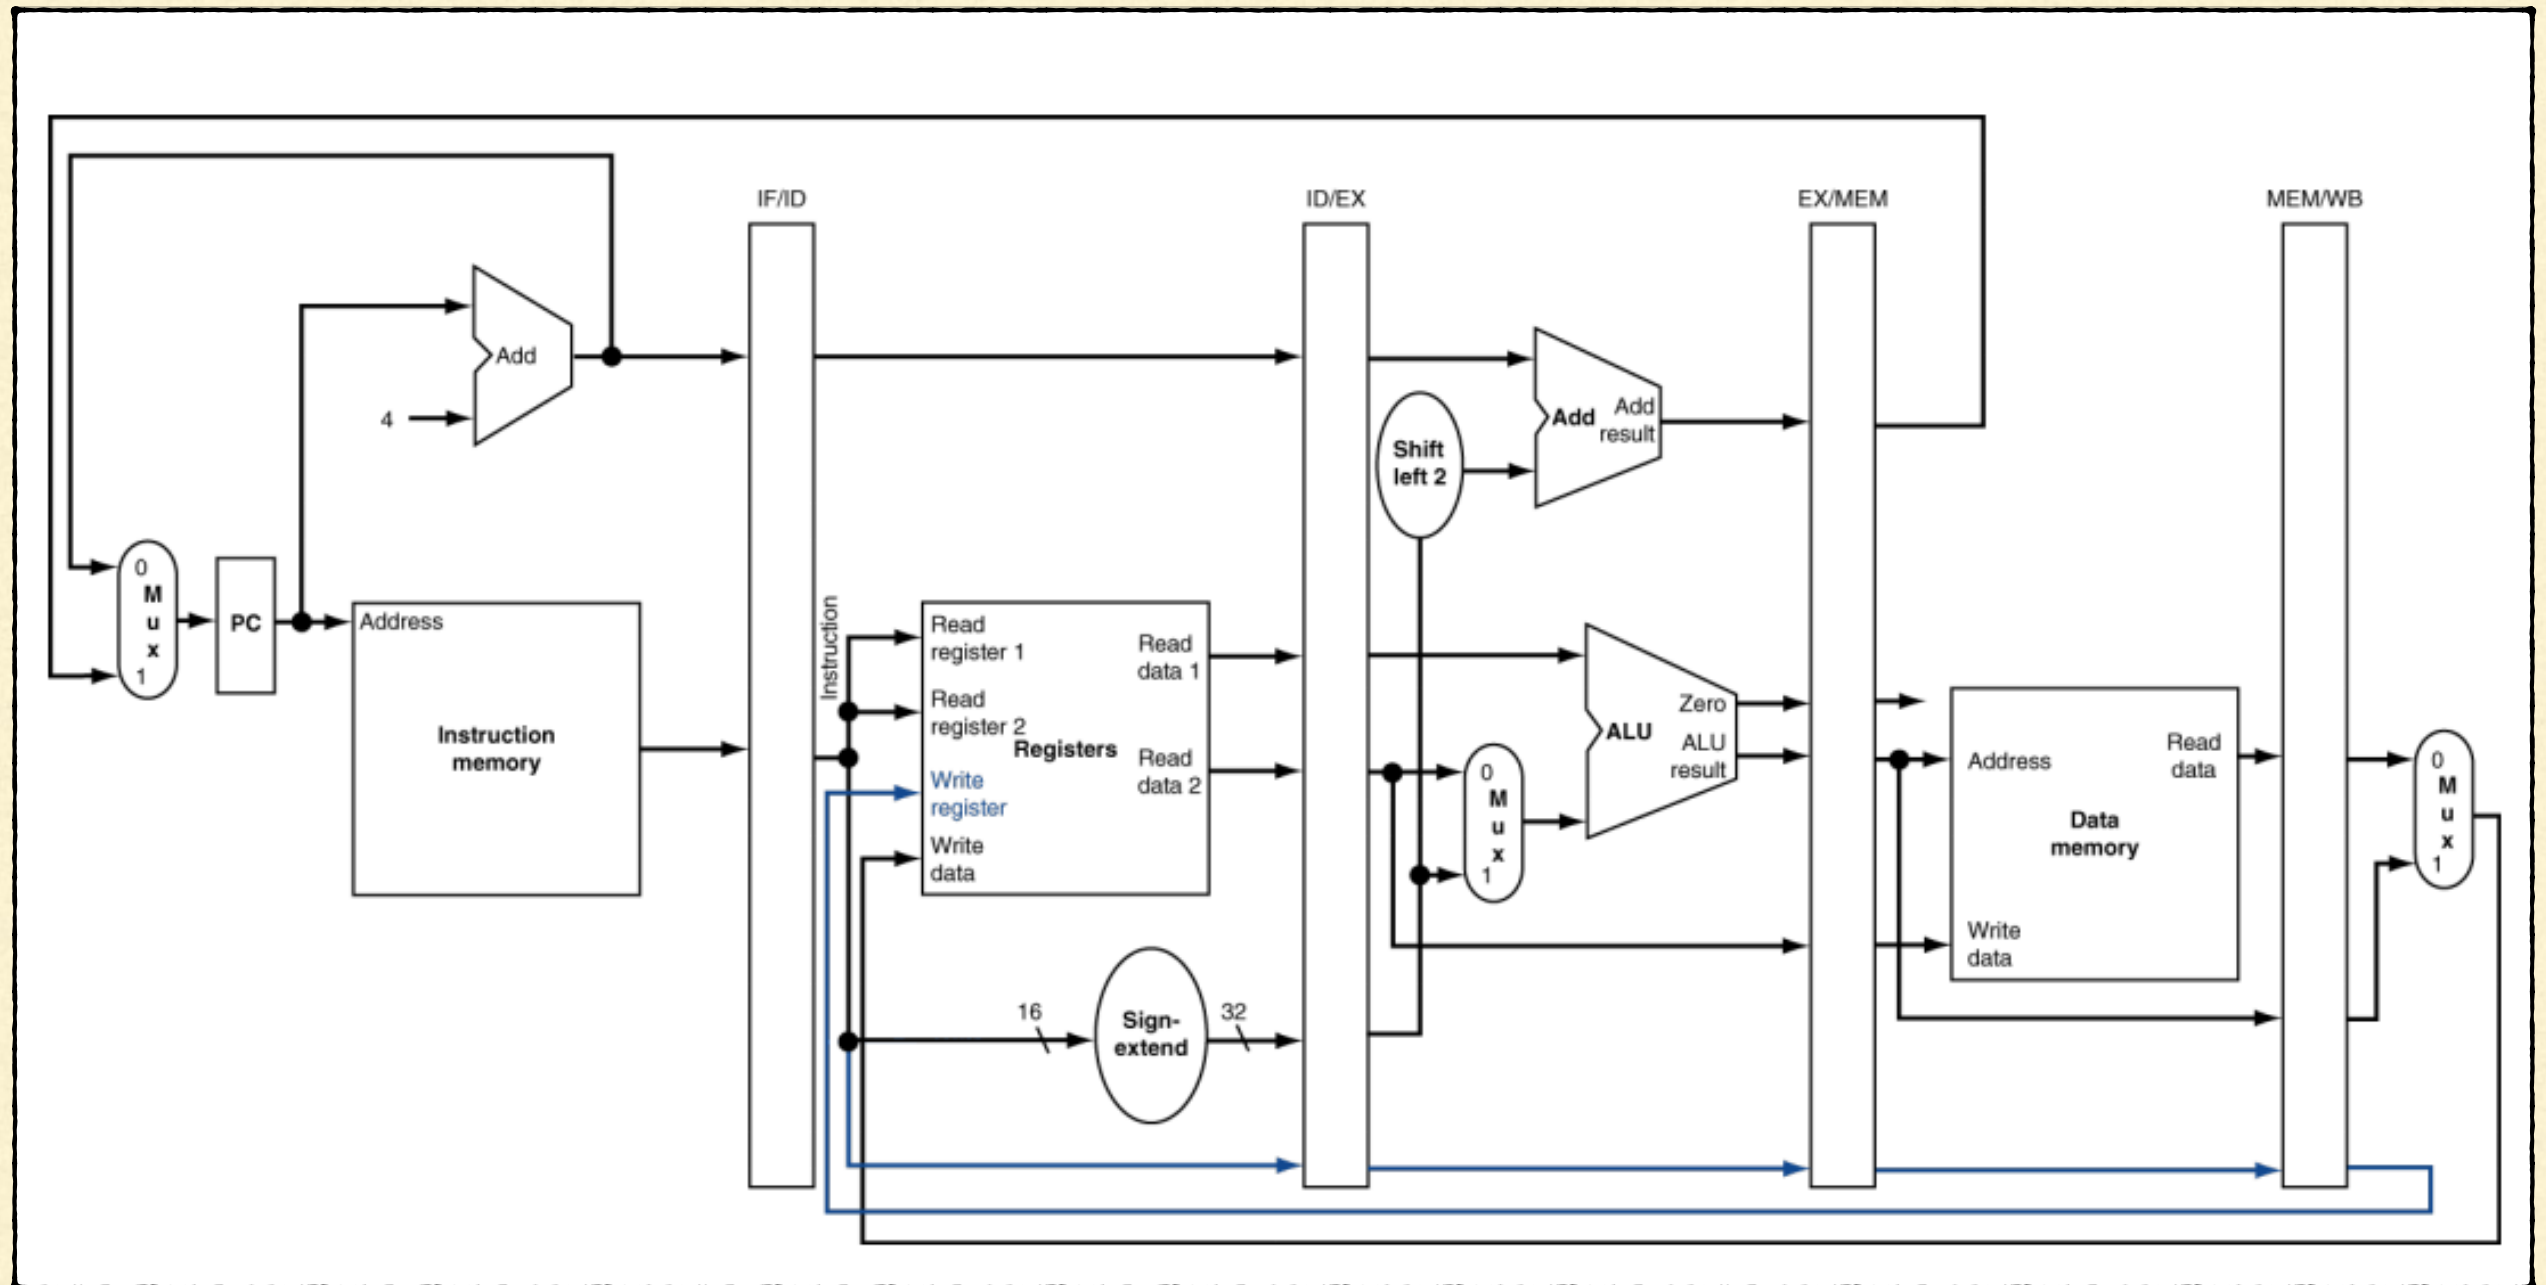 IF/ID
ID/EX
EX/MEM
MEM/WB
Add
4
Add
Add
result
Shift
left 2
0
M
u
x
1
PC
Address
Instruction
memory
Instruction
Read
register 1
Read
register 2
Write
register
Write
data
Registers
Read
data 1
Read
data 2
16
Sign-
extend
32
0
M
u
x
1
ALU
Zero
ALU
result
Address
Read
data
Data
memory
Write
data
0
M
u
x
1